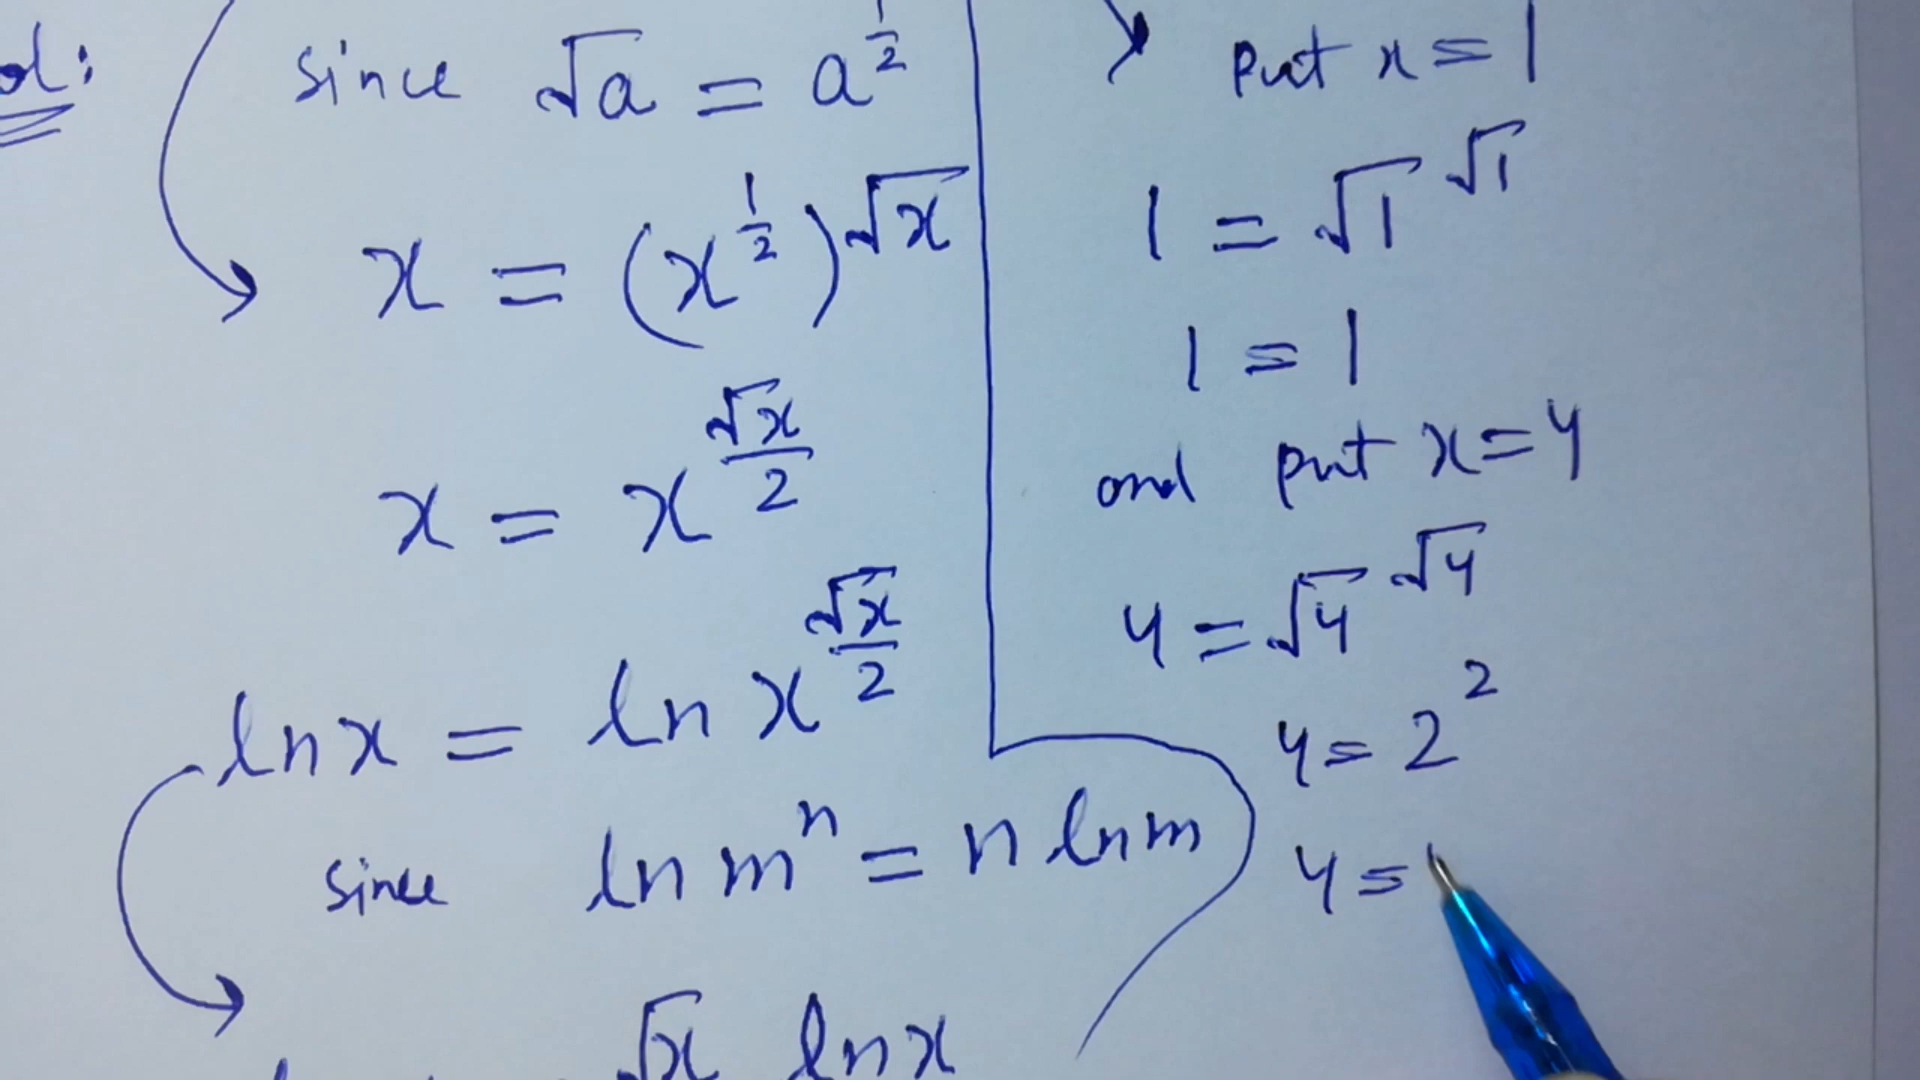 since √a = a^(1/2)
x = (x^(1/2))^√x
x = x^(√x/2)
ln x = ln x^(√x/2)
since ln m^n = n ln m
√x ln x
put x = 1
1 = √1^√1
1 = 1
and put x = 4
4 = √4^√4
4 = 2^2
4 =